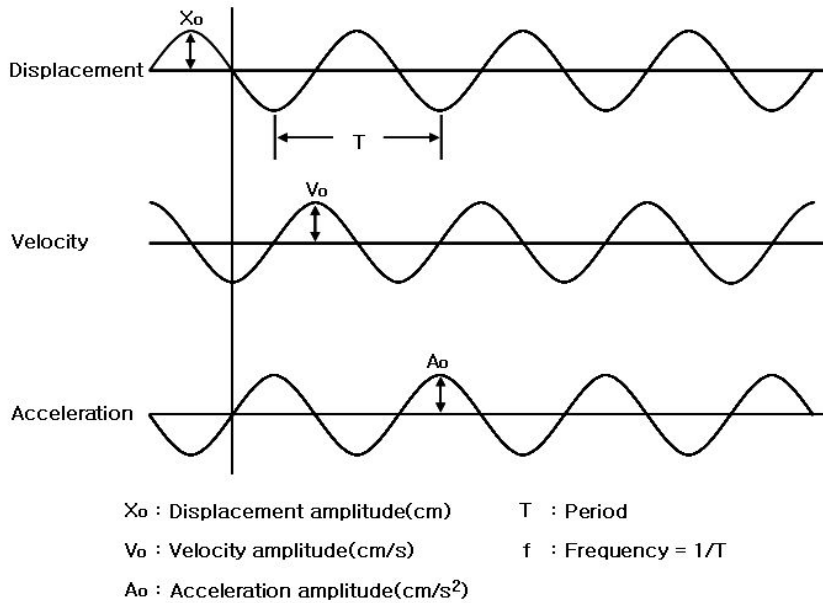 Xo
Displacement
T
Vo
Velocity
Ao
Acceleration
Xo : Displacement amplitude(cm) T : Period
Vo : Velocity amplitude(cm/s) f : Frequency = 1/T
Ao : Acceleration amplitude(cm/s²)